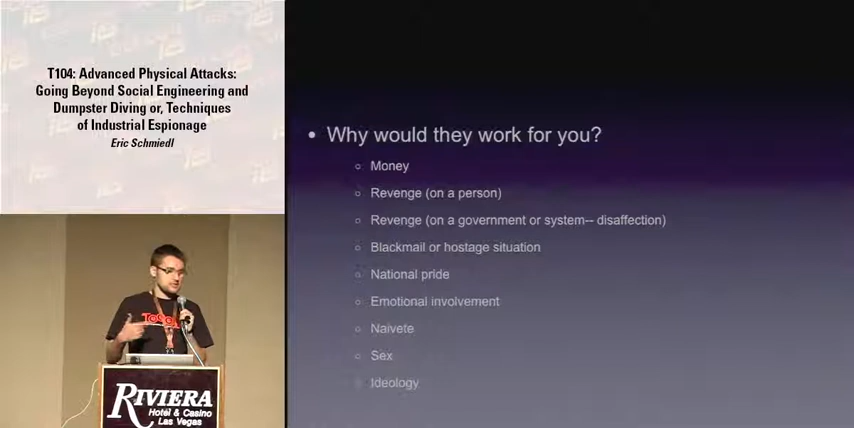 T104: Advanced Physical Attacks:
Going Beyond Social Engineering and
Dumpster Diving or, Techniques
of Industrial Espionage
Eric Schmiedl
• Why would they work for you?
Money
Revenge (on a person)
Revenge (on a government or system-- disaffection)
Blackmail or hostage situation
National pride
Emotional involvement
Naivete
Sex
Ideology
TOOOL
RIVIERA
Hotel & Casino
Las Vegas